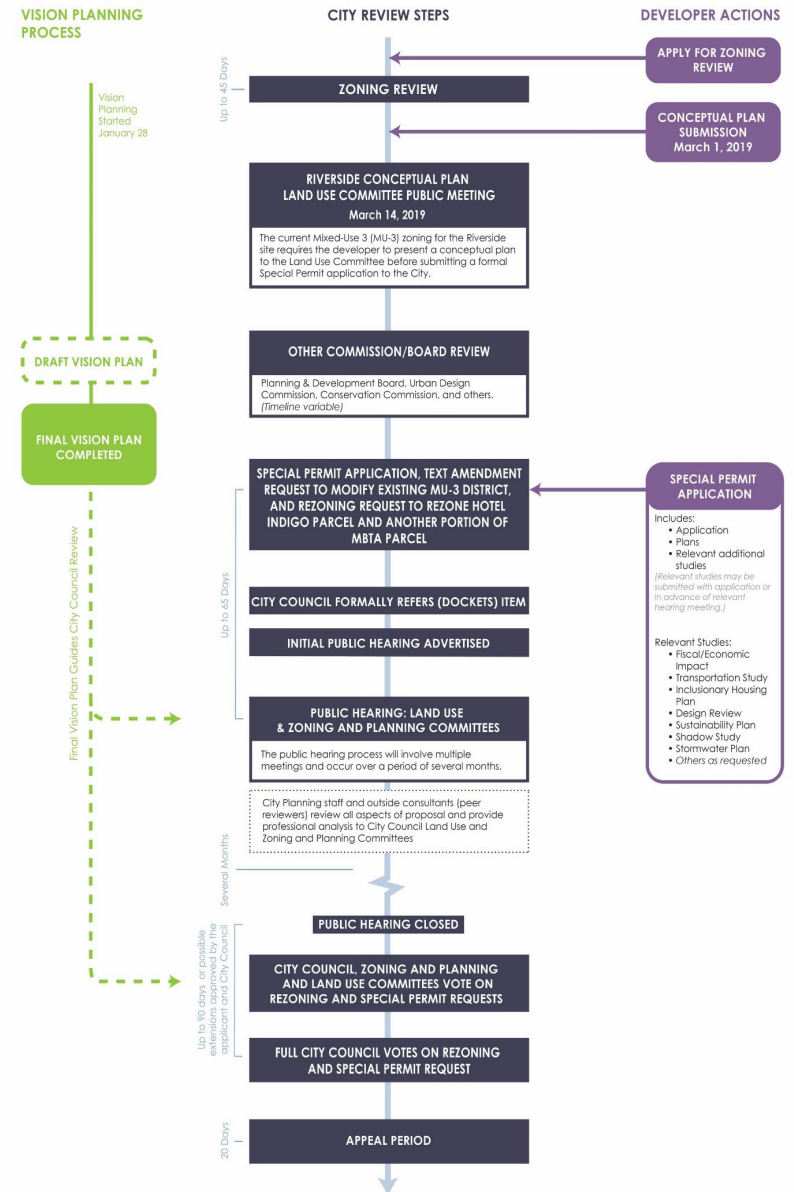 VISION PLANNING
PROCESS
CITY REVIEW STEPS
DEVELOPER ACTIONS
Vision
Planning
Started
January 28
DRAFT VISION PLAN
FINAL VISION PLAN
COMPLETED
Final Vision Plan Guides City Council Review
Up to 45 Days
ZONING REVIEW
APPLY FOR ZONING
REVIEW
CONCEPTUAL PLAN
SUBMISSION
March 1, 2019
RIVERSIDE CONCEPTUAL PLAN
LAND USE COMMITTEE PUBLIC MEETING
March 14, 2019
The current Mixed-Use 3 (MU-3) zoning for the Riverside
site requires the developer to present a conceptual plan
to the Land Use Committee before submitting a formal
Special Permit application to the City.
OTHER COMMISSION/BOARD REVIEW
Planning & Development Board, Urban Design
Commission, Conservation Commission, and others.
(Timeline variable)
Up to 65 Days
SPECIAL PERMIT APPLICATION, TEXT AMENDMENT
REQUEST TO MODIFY EXISTING MU-3 DISTRICT,
AND REZONING REQUEST TO REZONE HOTEL
INDIGO PARCEL AND ANOTHER PORTION OF
MBTA PARCEL
SPECIAL PERMIT
APPLICATION
Includes:
• Application
• Plans
• Relevant additional
studies
(Relevant studies may be
submitted with application or
in advance of relevant
hearing meeting.)
Relevant Studies:
• Fiscal/Economic
Impact
• Transportation Study
• Inclusionary Housing
Plan
• Design Review
• Sustainability Plan
• Shadow Study
• Stormwater Plan
• Others as requested
CITY COUNCIL FORMALLY REFERS (DOCKETS) ITEM
INITIAL PUBLIC HEARING ADVERTISED
PUBLIC HEARING: LAND USE
& ZONING AND PLANNING COMMITTEES
The public hearing process will involve multiple
meetings and occur over a period of several months.
City Planning staff and outside consultants (peer
reviewers) review all aspects of proposal and provide
professional analysis to City Council Land Use and
Zoning and Planning Committees
Several Months
PUBLIC HEARING CLOSED
Up to 90 days or possible
extensions approved by the
applicant and City Council
CITY COUNCIL, ZONING AND PLANNING
AND LAND USE COMMITTEES VOTE ON
REZONING AND SPECIAL PERMIT REQUESTS
FULL CITY COUNCIL VOTES ON REZONING
AND SPECIAL PERMIT REQUEST
20 Days
APPEAL PERIOD